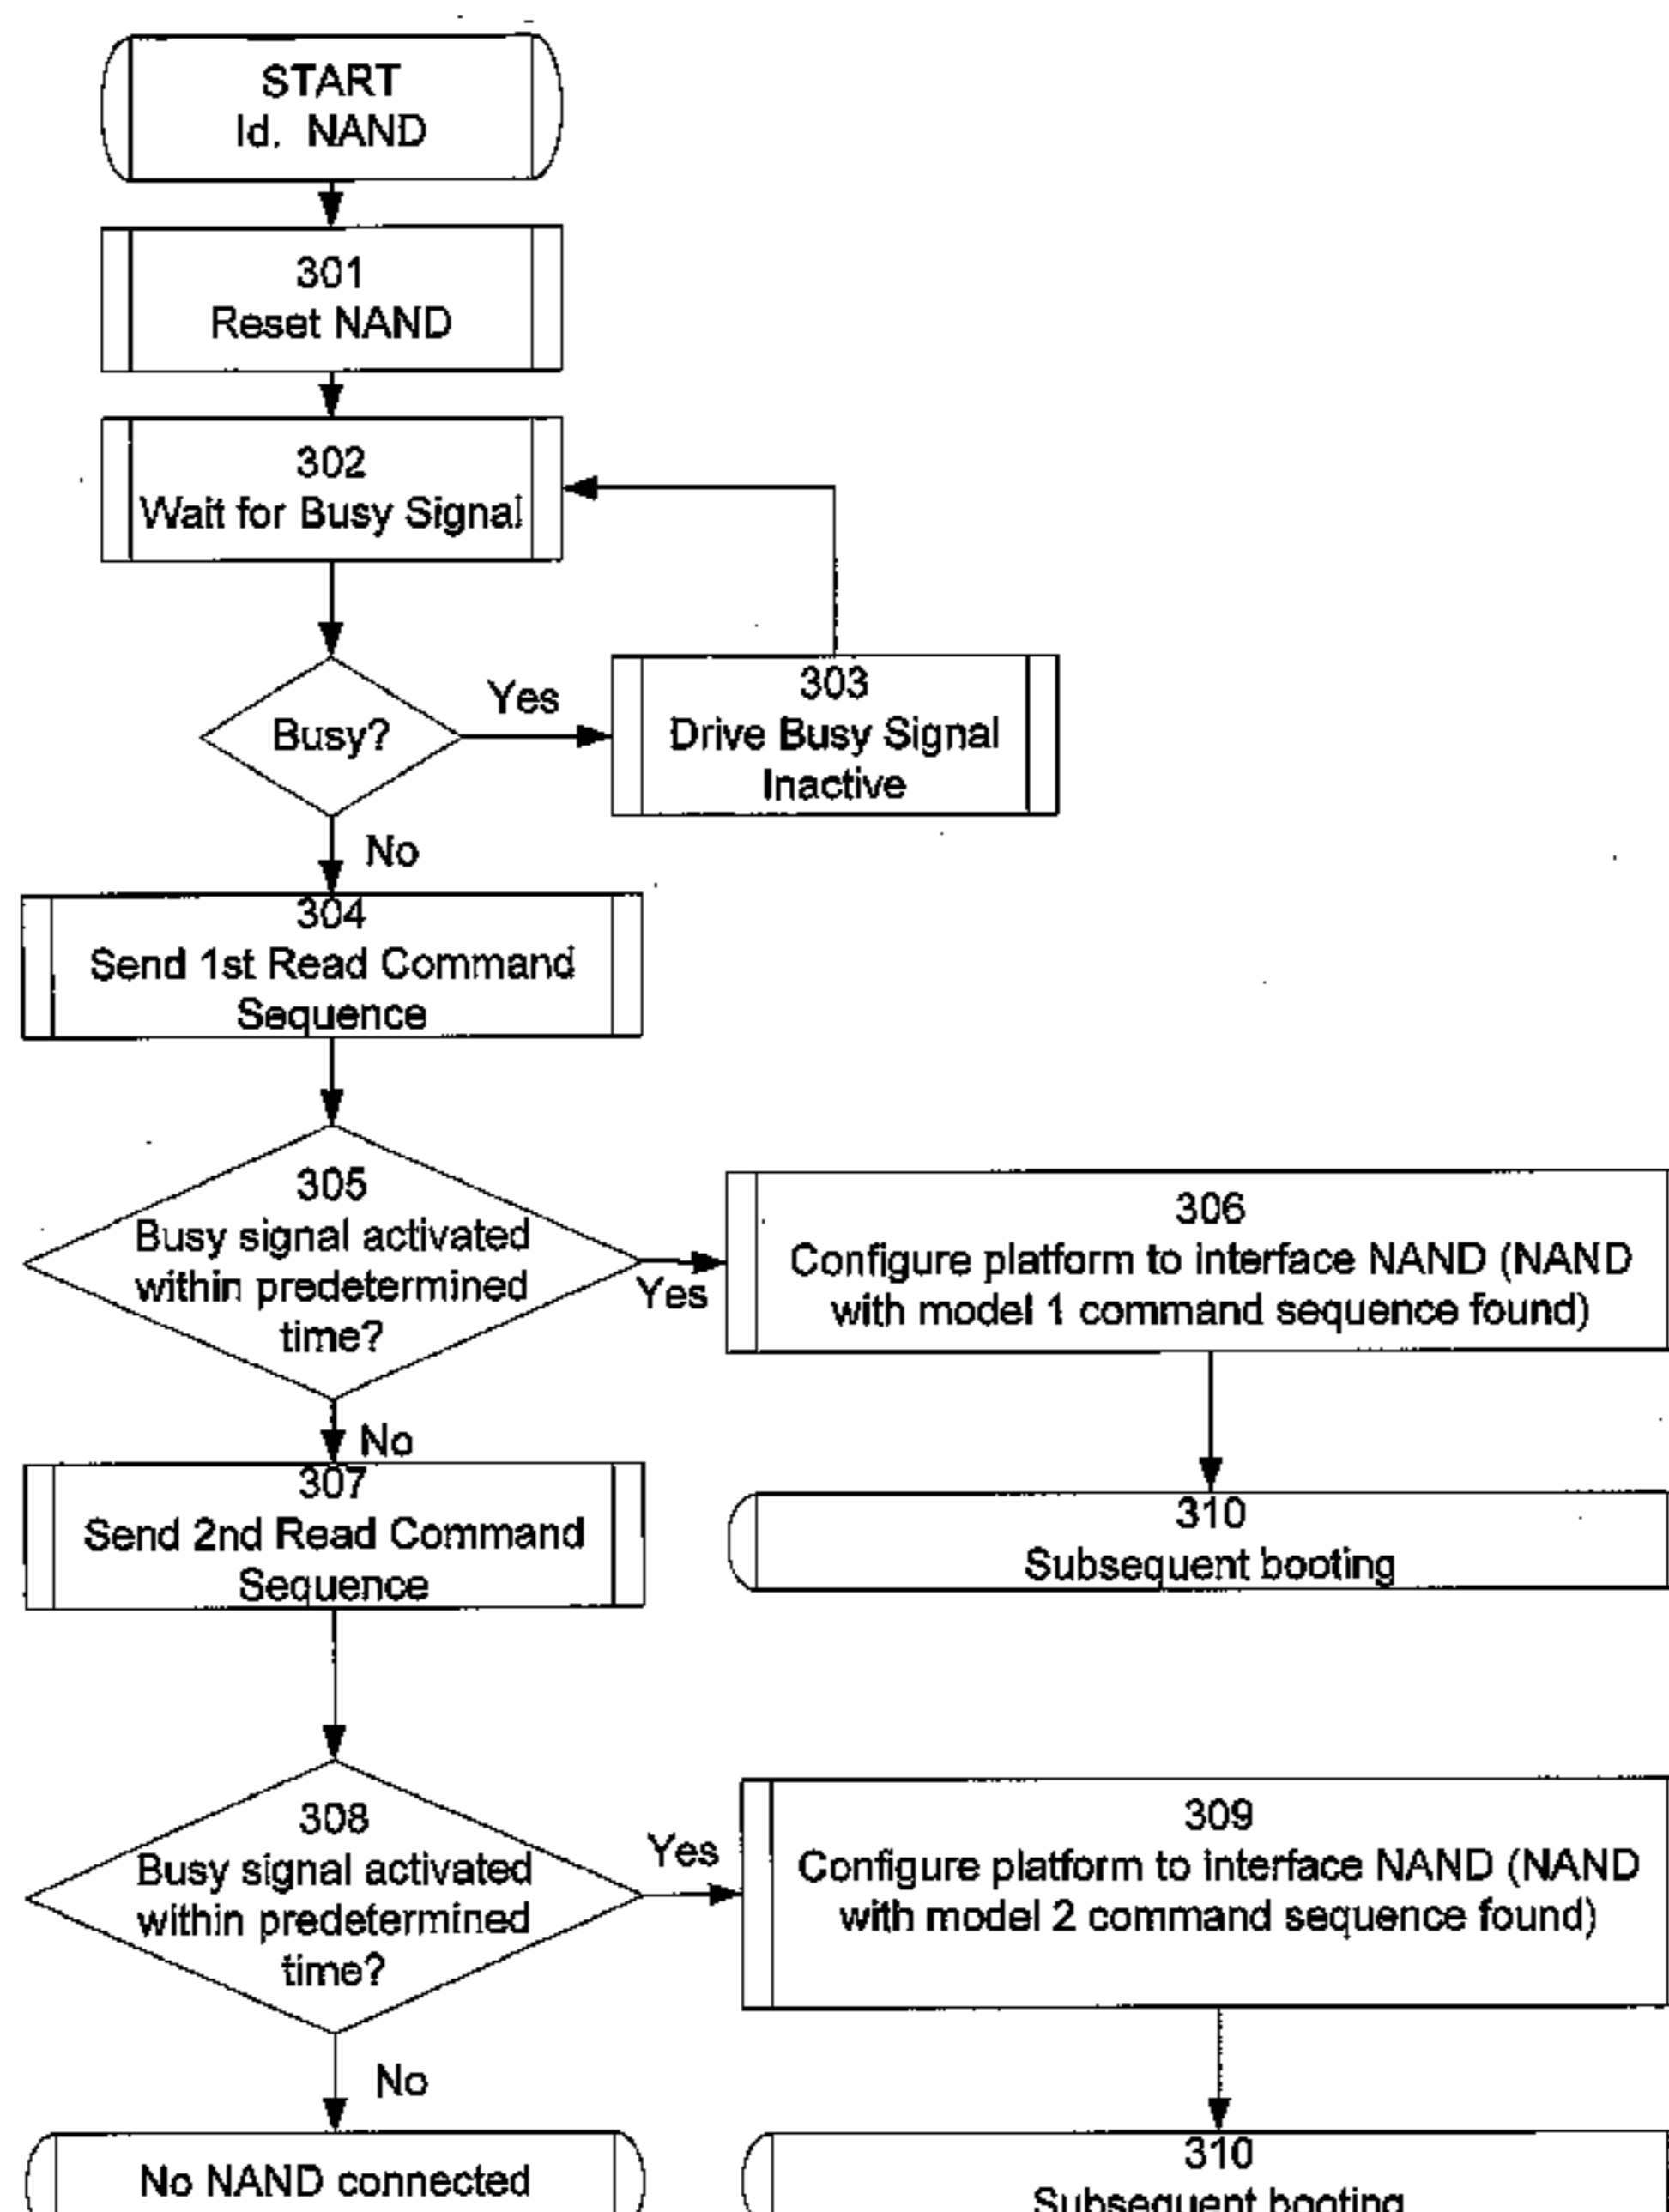 START
Id. NAND
301
Reset NAND
302
Wait for Busy Signal
Busy?
Yes
303
Drive Busy Signal
Inactive
No
304
Send 1st Read Command
Sequence
305
Busy signal activated
within predetermined
time?
Yes
306
Configure platform to interface NAND (NAND
with model 1 command sequence found)
No
307
Send 2nd Read Command
Sequence
310
Subsequent booting
308
Busy signal activated
within predetermined
time?
Yes
309
Configure platform to interface NAND (NAND
with model 2 command sequence found)
No
No NAND connected
310
Subsequent booting